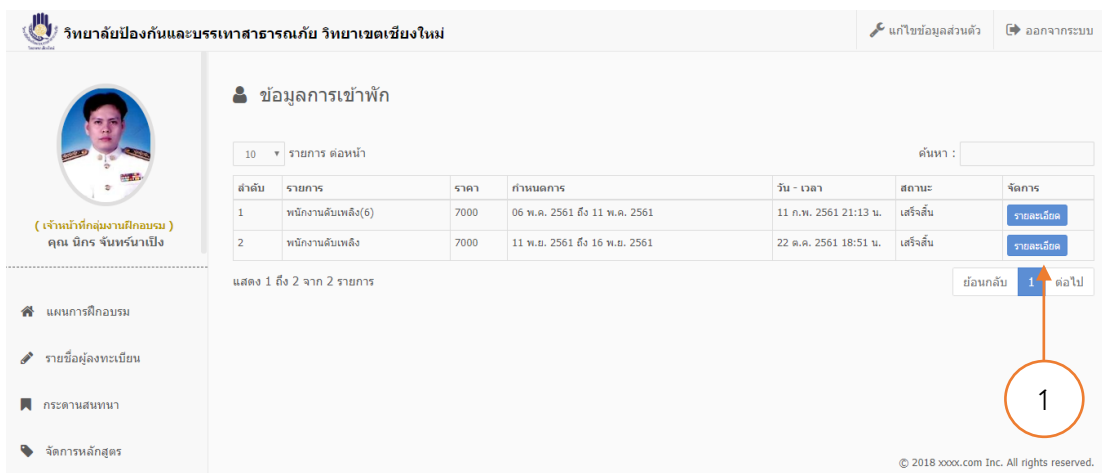 วิทยาลัยป้องกันและบรรเทาสาธารณภัย วิทยาเขตเชียงใหม่
แก้ไขข้อมูลส่วนตัว
ออกจากระบบ
ข้อมูลการเข้าพัก
10 รายการ ต่อหน้า
ค้นหา :
ลำดับ รายการ ราคา กำหนดการ วัน - เวลา สถานะ จัดการ
1 พนักงานดับเพลิง(6) 7000 06 พ.ค. 2561 ถึง 11 พ.ค. 2561 11 ก.พ. 2561 21:13 น. เสร็จสิ้น รายละเอียด
2 พนักงานดับเพลิง 7000 11 พ.ย. 2561 ถึง 16 พ.ย. 2561 22 ต.ค. 2561 18:51 น. เสร็จสิ้น รายละเอียด
แสดง 1 ถึง 2 จาก 2 รายการ
ย้อนกลับ 1 ต่อไป
( เจ้าหน้าที่กลุ่มงานฝึกอบรม )
คุณ นิกร จันทร์นาเปิง
แผนการฝึกอบรม
รายชื่อผู้ลงทะเบียน
กระดานสนทนา
จัดการหลักสูตร
1
© 2018 xxxx.com Inc. All rights reserved.